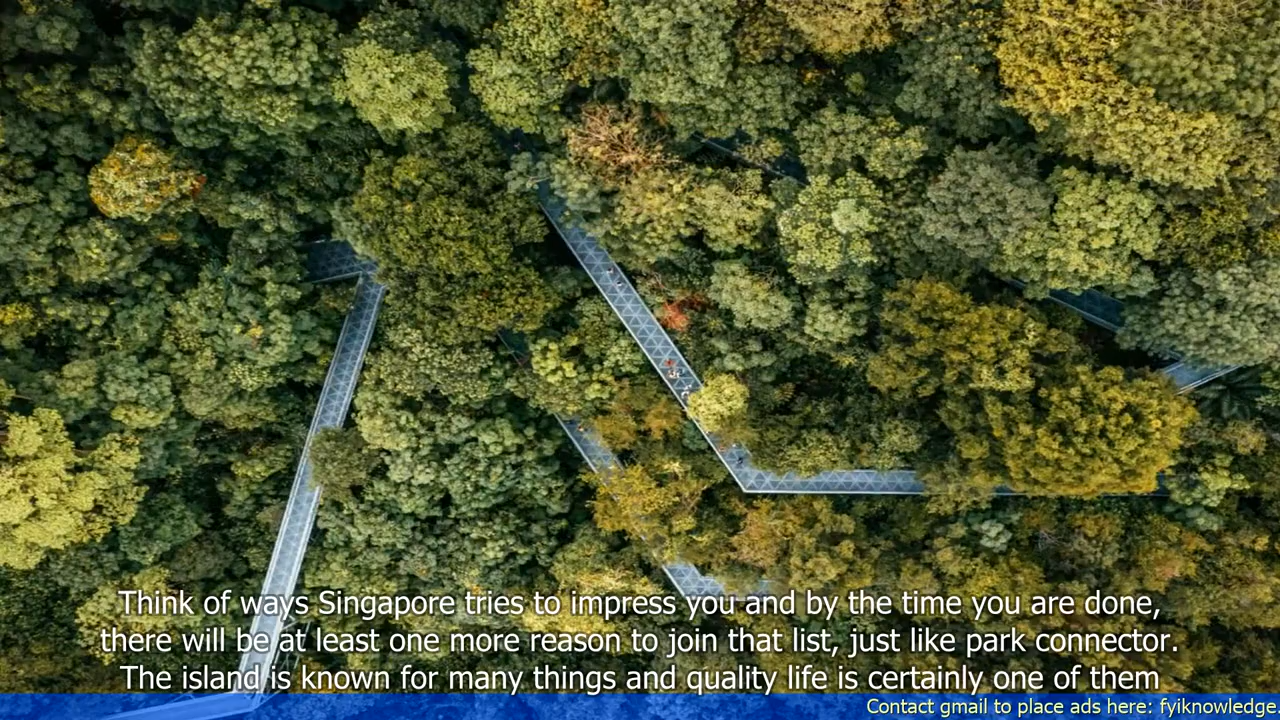 Think of ways Singapore tries to impress you and by the time you are done,
there will be at least one more reason to join that list, just like park connector.
The island is known for many things and quality life is certainly one of them
Contact gmail to place ads here: fyiknowledge.